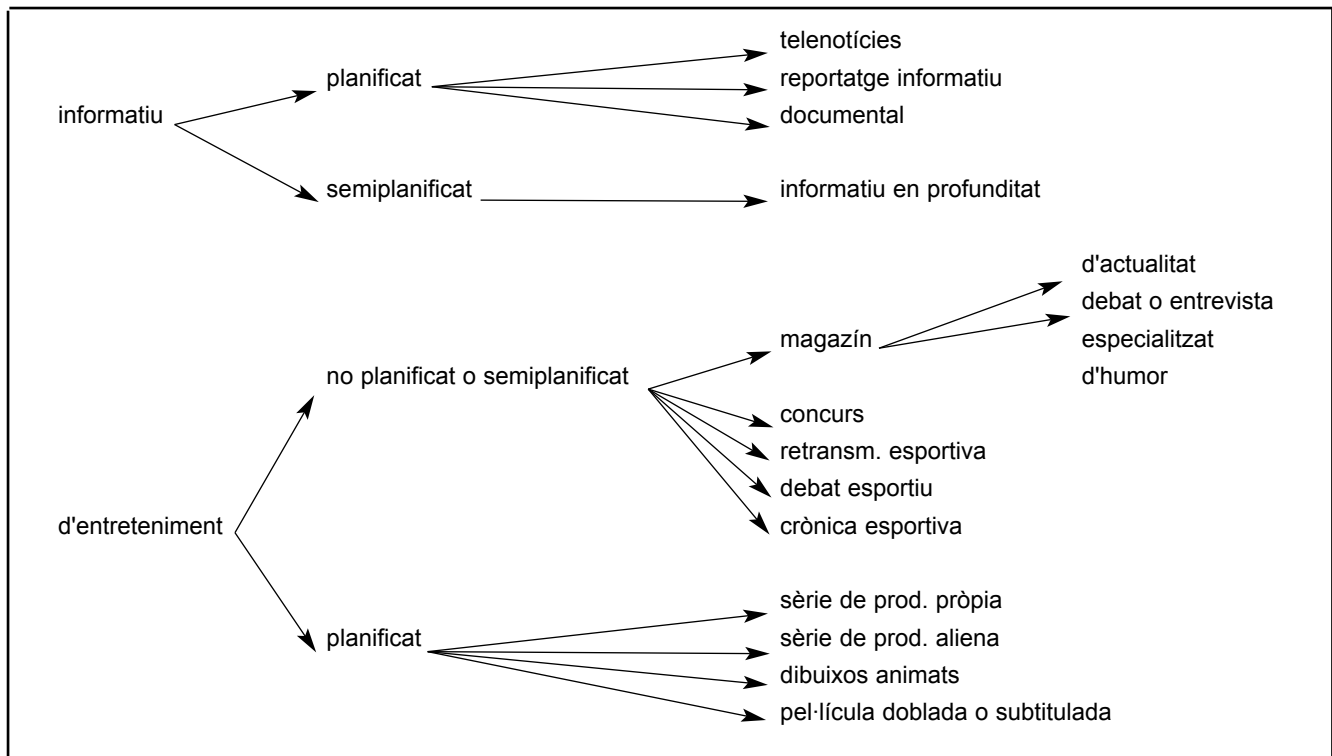 telenotícies
planificat
reportatge informatiu
informatiu
documental
semiplanificat
informatiu en profunditat
d'actualitat
debat o entrevista
magazín
especialitzat
no planificat o semiplanificat
d'humor
concurs
retransm. esportiva
debat esportiu
d'entreteniment
crònica esportiva
sèrie de prod. pròpia
planificat
sèrie de prod. aliena
dibuixos animats
pel·lícula doblada o subtitulada